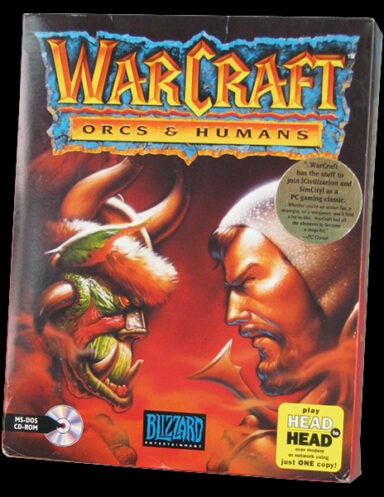 WARCRAFT
ORCS & HUMANS
"...WarCraft
has the stuff to
join [Civilization and
SimCity] as a
PC gaming classic.
—PC Gamer
MS-DOS
CD-ROM
BLIZZARD
ENTERTAINMENT
play
HEAD
to
HEAD
over modem
or network using
just ONE copy!